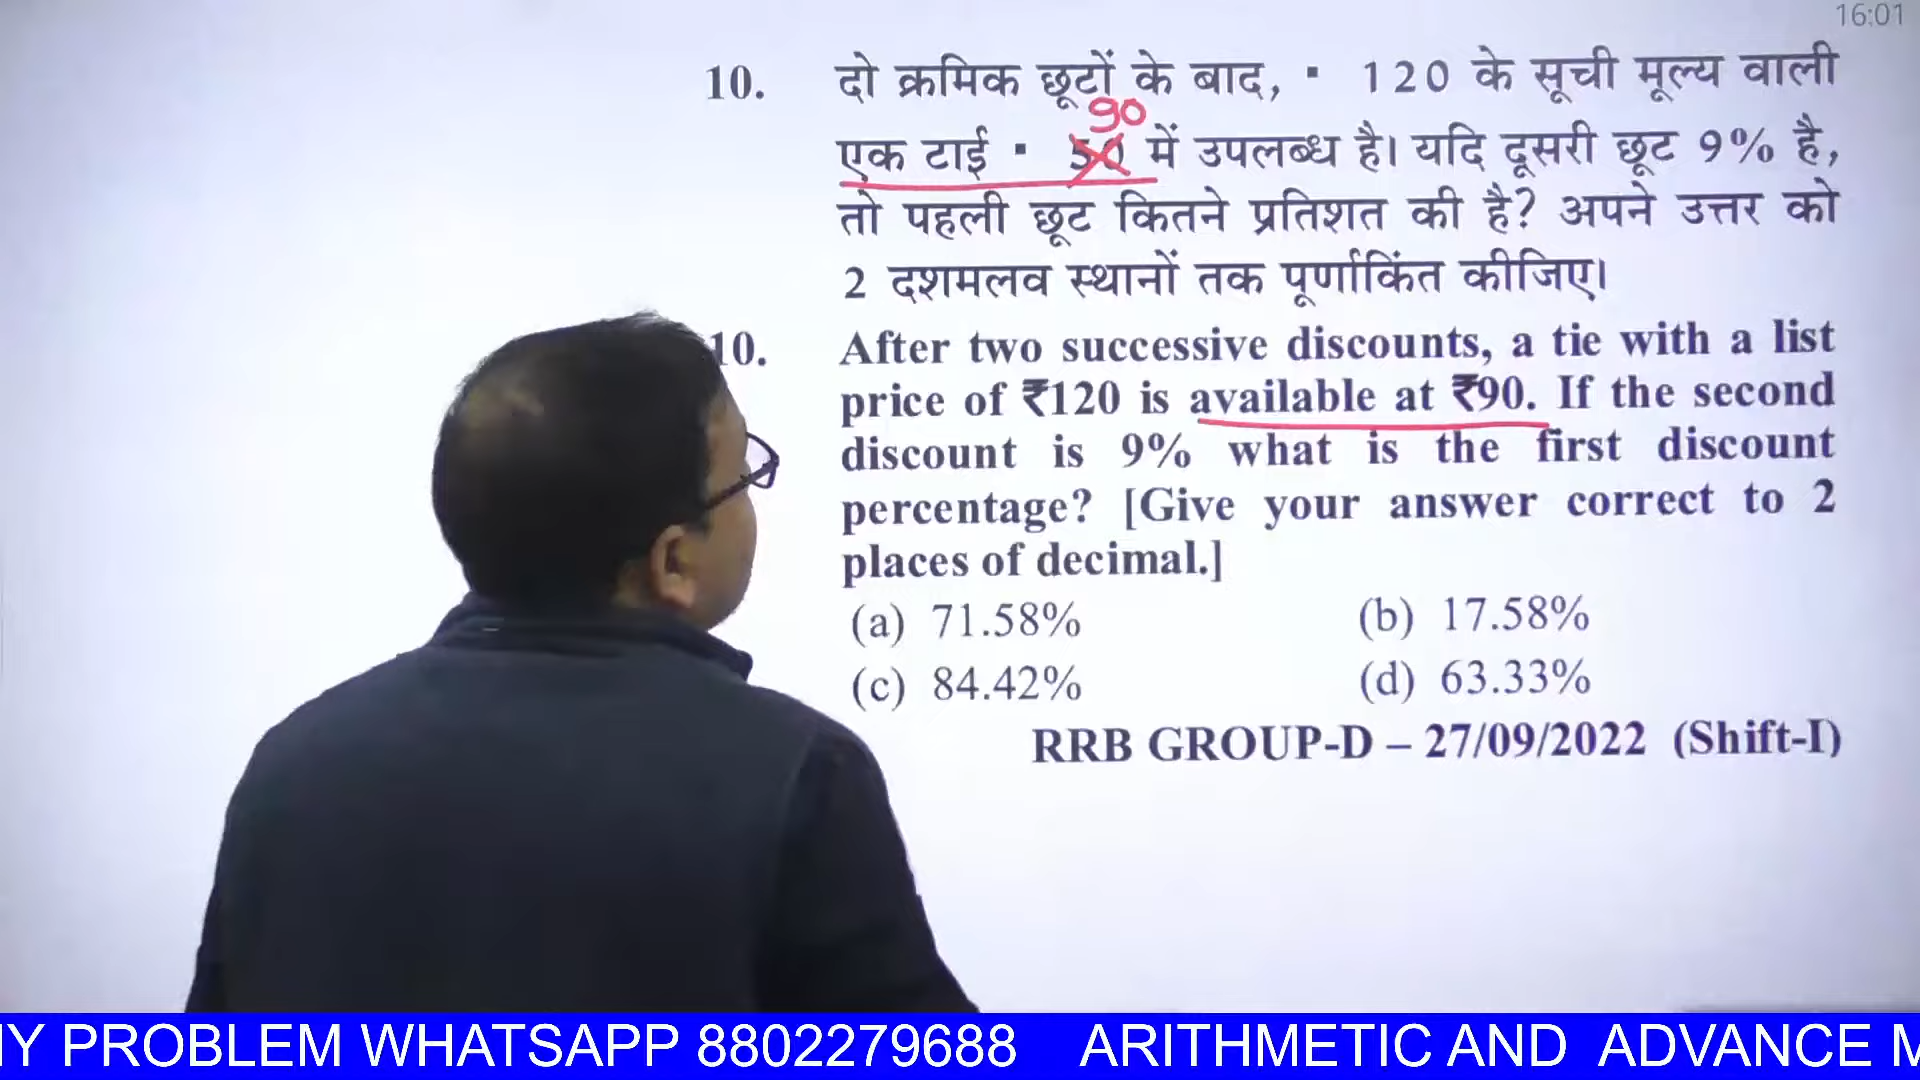 16:01
10. दो क्रमिक छूटों के बाद, ▪ 120 के सूची मूल्य वाली
90
एक टाई ▪ 50 में उपलब्ध है। यदि दूसरी छूट 9% है,
तो पहली छूट कितने प्रतिशत की है? अपने उत्तर को
2 दशमलव स्थानों तक पूर्णाकिंत कीजिए।
10. After two successive discounts, a tie with a list
price of ₹120 is available at ₹90. If the second
discount is 9% what is the first discount
percentage? [Give your answer correct to 2
places of decimal.]
(a) 71.58% (b) 17.58%
(c) 84.42% (d) 63.33%
RRB GROUP-D – 27/09/2022 (Shift-I)
PROBLEM WHATSAPP 8802279688 ARITHMETIC AND ADVANCE